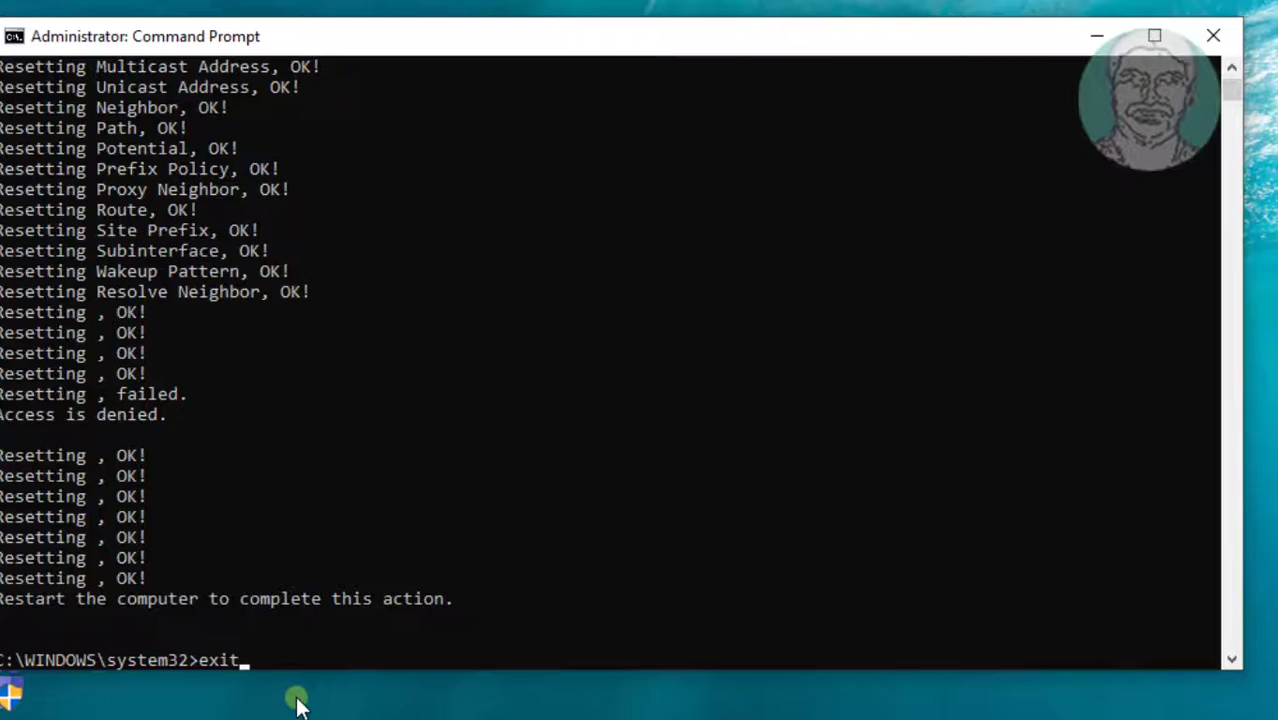 Administrator: Command Prompt
Resetting Multicast Address, OK!
Resetting Unicast Address, OK!
Resetting Neighbor, OK!
Resetting Path, OK!
Resetting Potential, OK!
Resetting Prefix Policy, OK!
Resetting Proxy Neighbor, OK!
Resetting Route, OK!
Resetting Site Prefix, OK!
Resetting Subinterface, OK!
Resetting Wakeup Pattern, OK!
Resetting Resolve Neighbor, OK!
Resetting , OK!
Resetting , OK!
Resetting , OK!
Resetting , OK!
Resetting , failed.
Access is denied.
Resetting , OK!
Resetting , OK!
Resetting , OK!
Resetting , OK!
Resetting , OK!
Resetting , OK!
Resetting , OK!
Restart the computer to complete this action.
C:\WINDOWS\system32>exit_